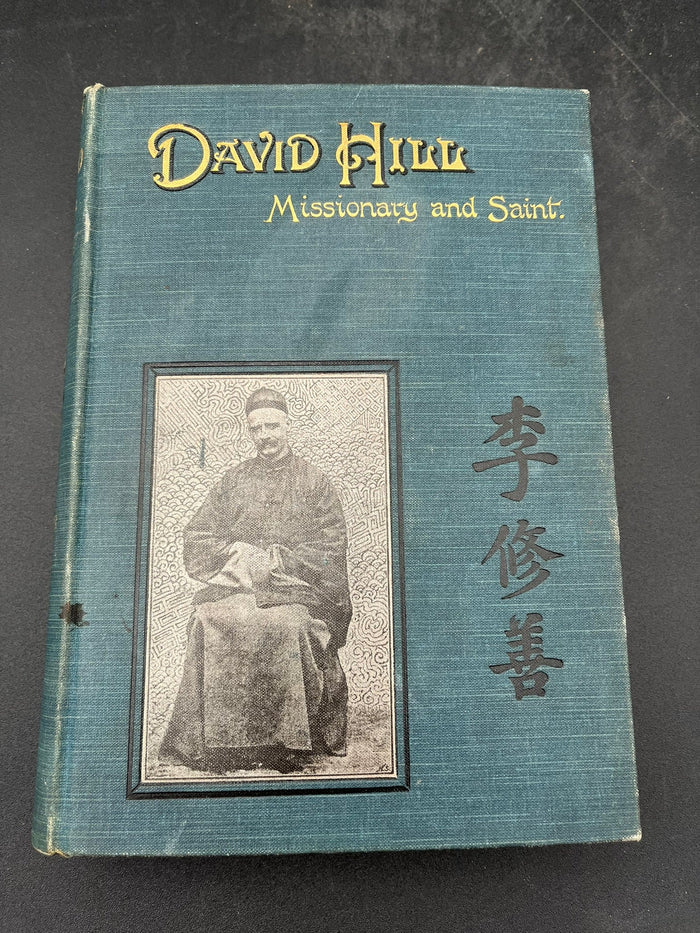 DAVID HILL
Missionary and Saint.
李修善